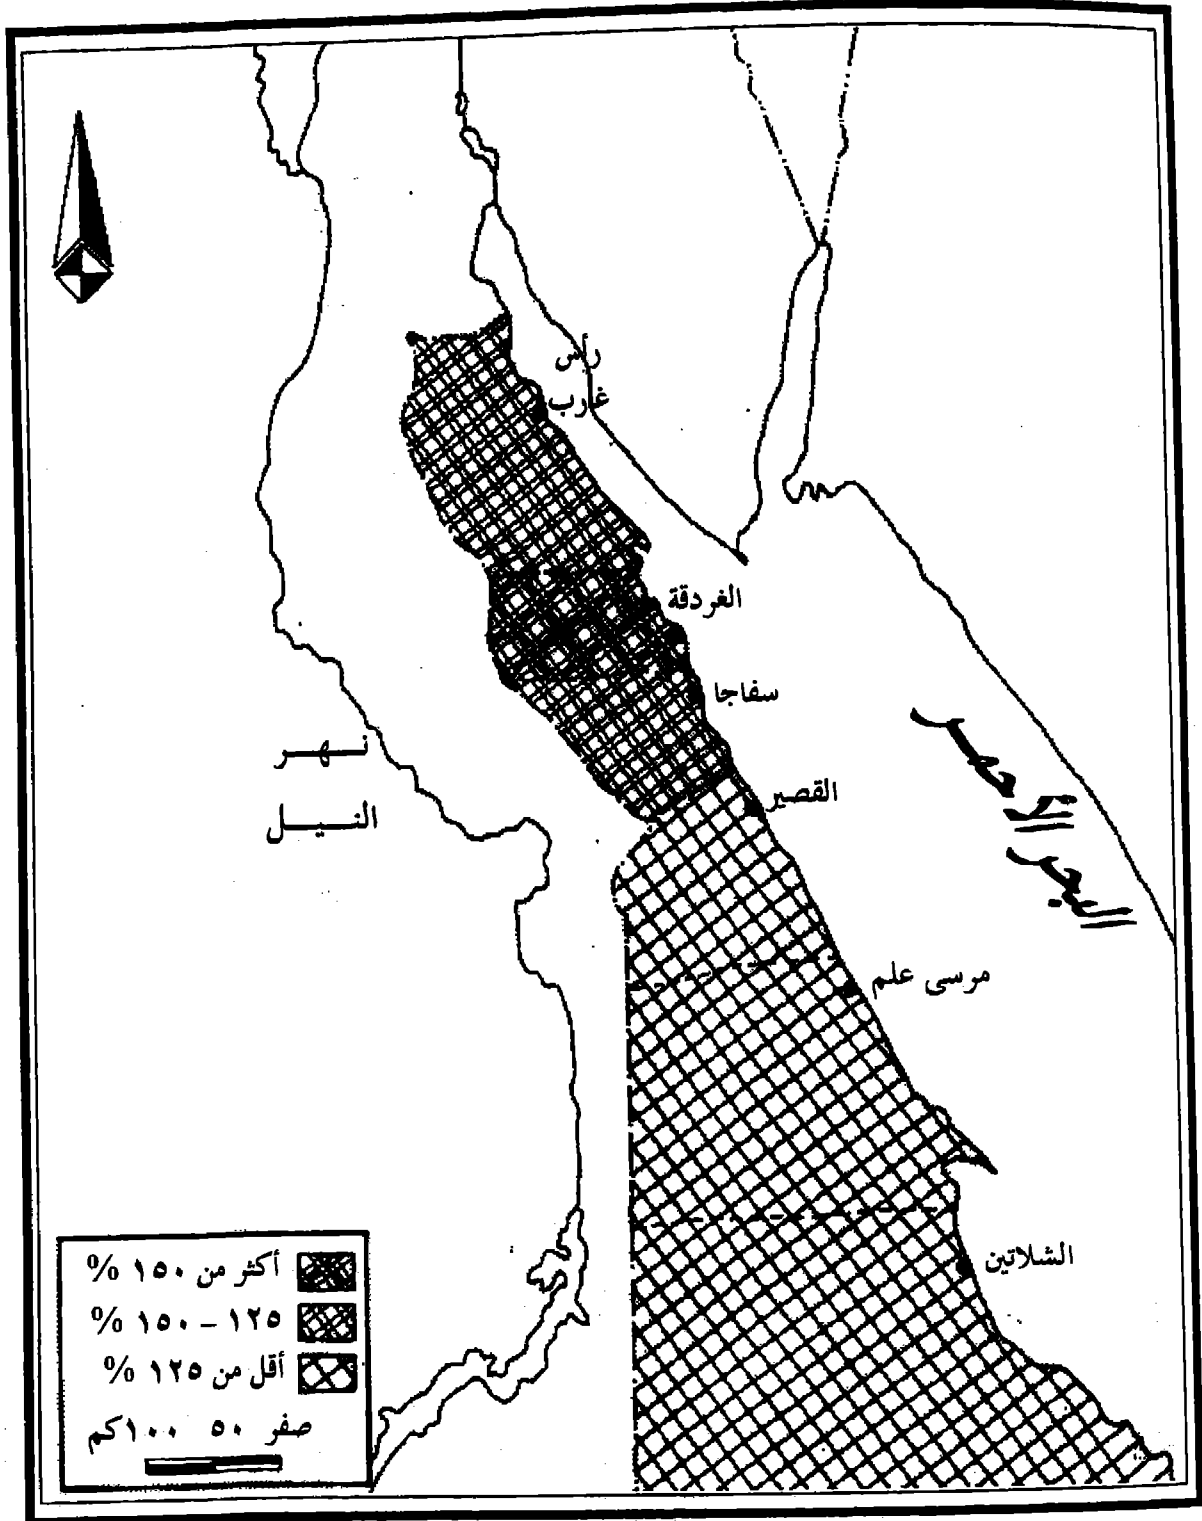 رأس
غارب
الغردقة
سفاجا
نهر
النيل
القصير
البحر الأحمر
مرسى علم
الشلاتين
أكثر من ١٥٠ %
١٢٥ – ١٥٠ %
أقل من ١٢٥ %
صفر ٥٠ ١٠٠كم